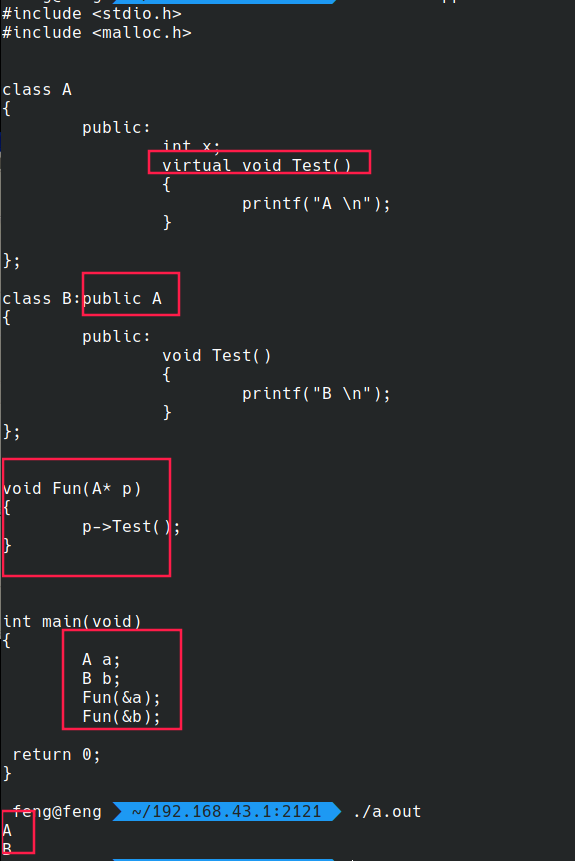 #include <stdio.h>
#include <malloc.h>
class A
{
public:
int x;
virtual void Test()
{
printf("A \n");
}
};
class B:public A
{
public:
void Test()
{
printf("B \n");
}
};
void Fun(A* p)
{
p->Test();
}
int main(void)
{
A a;
B b;
Fun(&a);
Fun(&b);
return 0;
}
feng@feng ~/192.168.43.1:2121 ./a.out
A
B